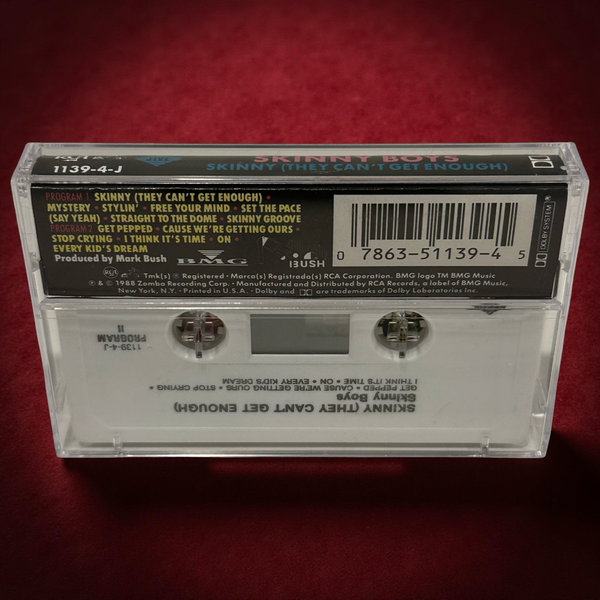 SKINNY BOYS
1139-4-J SKINNY (THEY CAN'T GET ENOUGH)
PROGRAM 1 SKINNY (THEY CAN'T GET ENOUGH) •
MYSTERY • STYLIN' • FREE YOUR MIND • SET THE PACE
(SAY YEAH) • STRAIGHT TO THE DOME • SKINNY GROOVE
PROGRAM 2 GET PEPPED • CAUSE WE'RE GETTING OURS •
STOP CRYING • I THINK IT'S TIME • ON •
EVERY KID'S DREAM
Produced by Mark Bush
BMG
BUSH
0 78635-1139-4 5
DOLBY SYSTEM ®
Tmk(s) ® Registered • Marca(s) Registrada(s) RCA Corporation. BMG logo TM BMG Music
℗ & © 1988 Zomba Recording Corp. • Manufactured and Distributed by RCA Records, a label of BMG Music,
New York, N.Y. • Printed in U.S.A. • Dolby and are trademarks of Dolby Laboratories Inc.
SKINNY (THEY CAN'T GET ENOUGH)
Skinny Boys
GET PEPPED • CAUSE WE'RE GETTING OURS • STOP CRYING •
I THINK IT'S TIME • ON • EVERY KID'S DREAM
1139-4-J
PROGRAM
II